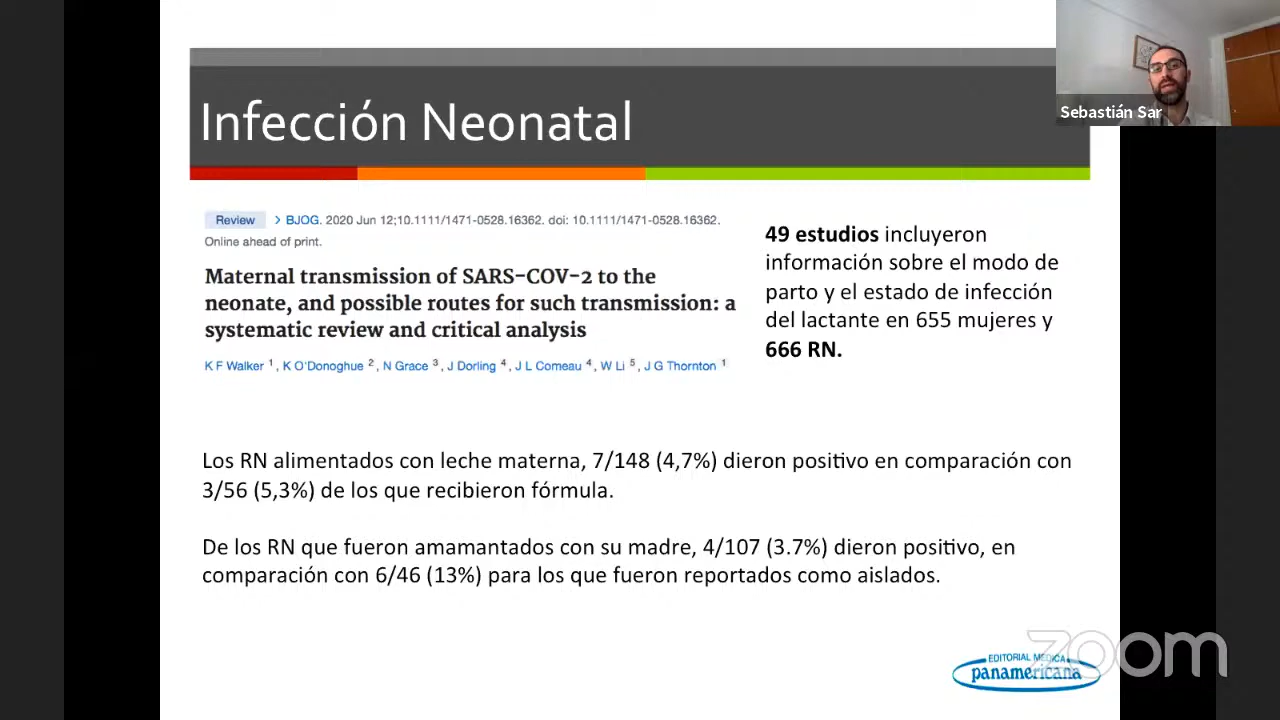 Infección Neonatal
Sebastián Sar
Review > BJOG. 2020 Jun 12;10.1111/1471-0528.16362. doi: 10.1111/1471-0528.16362.
Online ahead of print.
Maternal transmission of SARS-COV-2 to the
neonate, and possible routes for such transmission: a
systematic review and critical analysis
K F Walker 1, K O'Donoghue 2, N Grace 3, J Dorling 4, J L Comeau 4, W Li 5, J G Thornton 1
49 estudios incluyeron
información sobre el modo de
parto y el estado de infección
del lactante en 655 mujeres y
666 RN.
Los RN alimentados con leche materna, 7/148 (4,7%) dieron positivo en comparación con
3/56 (5,3%) de los que recibieron fórmula.
De los RN que fueron amamantados con su madre, 4/107 (3.7%) dieron positivo, en
comparación con 6/46 (13%) para los que fueron reportados como aislados.
EDITORIAL MEDICA
panamericana
zoom